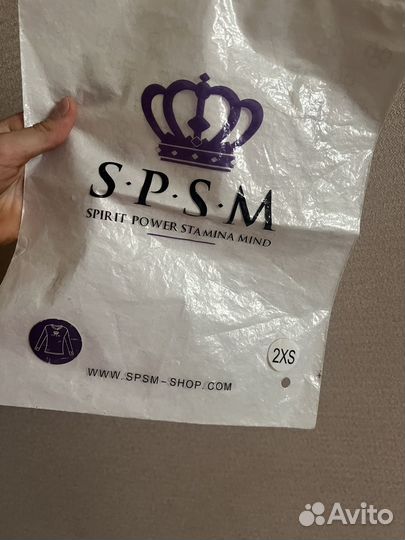 S·P·S·M
SPIRIT POWER STAMINA MIND
2XS
WWW.SPSM-SHOP.COM
Avito